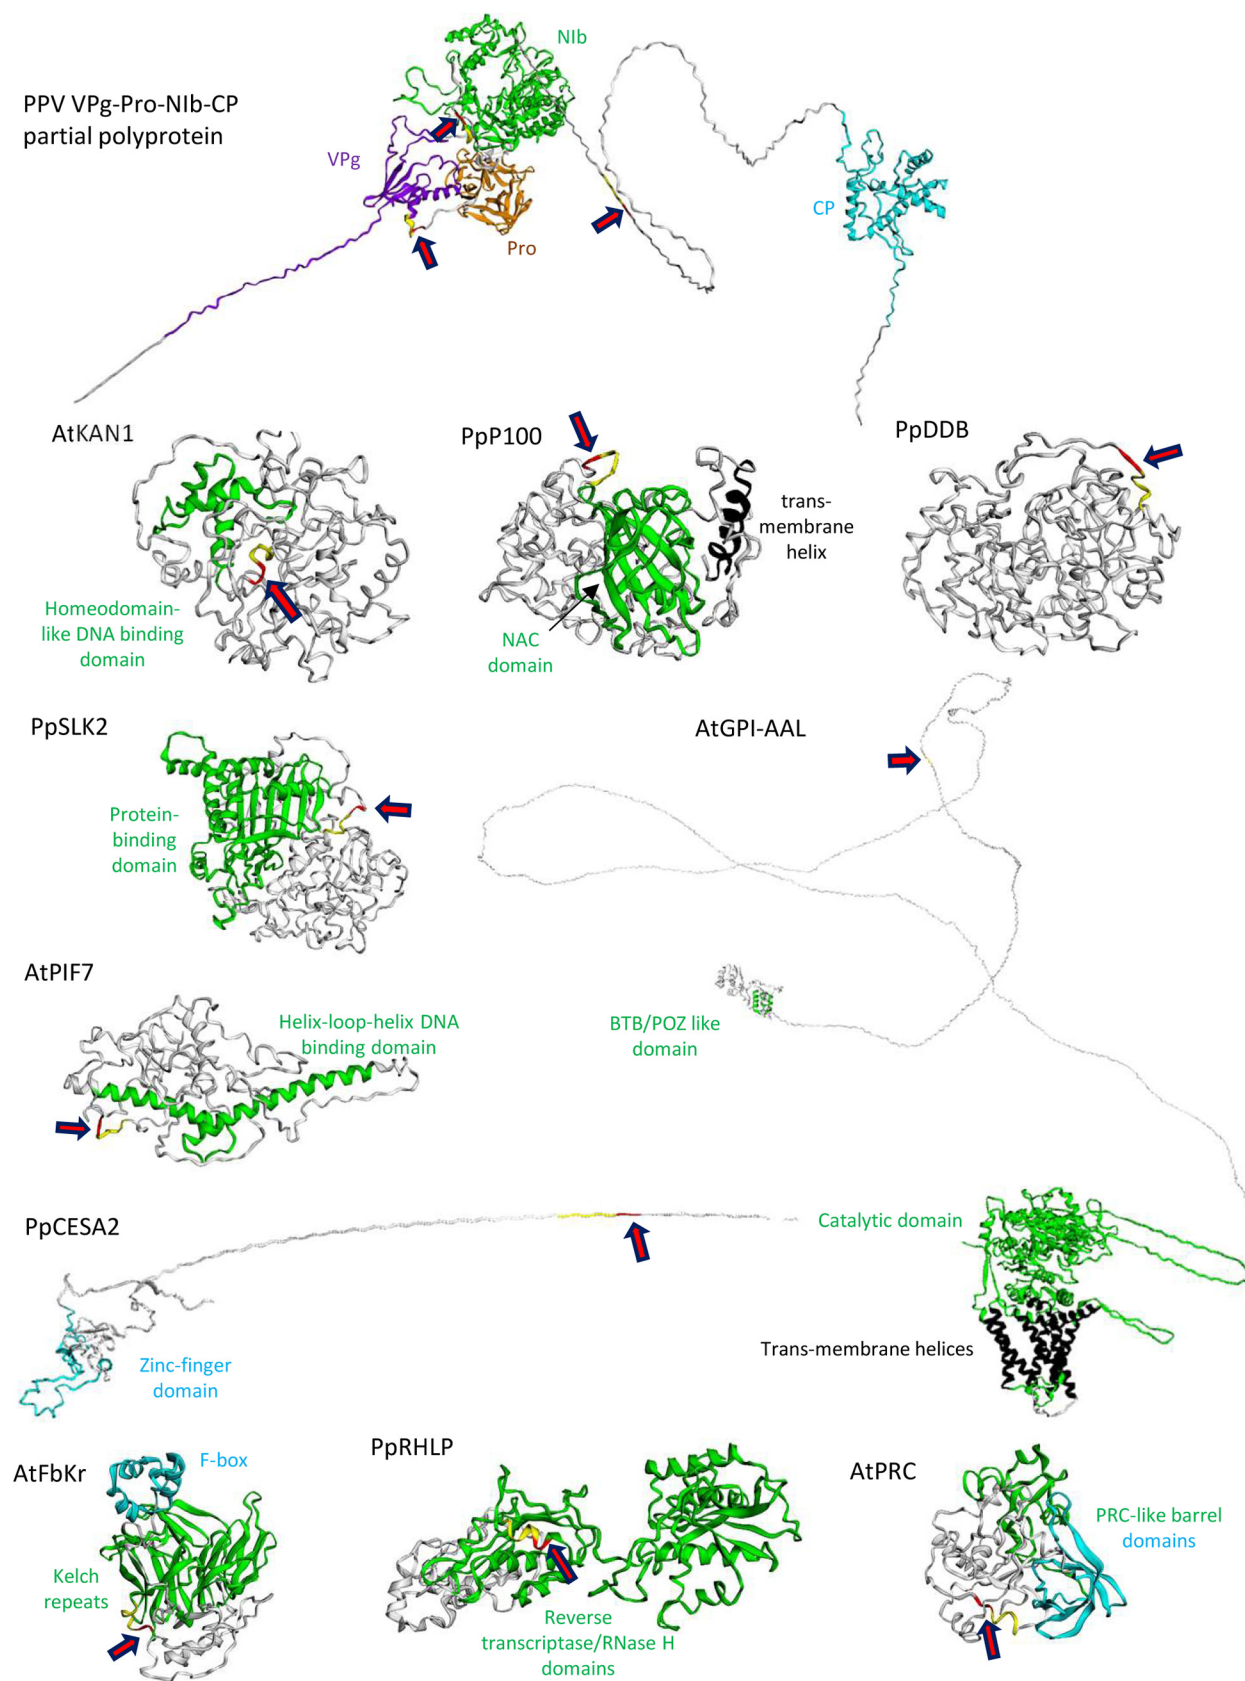 NIb
PPV VPg-Pro-NIb-CP
partial polyprotein
VPg
CP
Pro
AtKAN1
PpP100
PpDDB
trans-
membrane
helix
Homeodomain-
like DNA binding
domain
NAC
domain
PpSLK2
AtGPI-AAL
Protein-
binding
domain
AtPIF7
Helix-loop-helix DNA
binding domain
BTB/POZ like
domain
PpCESA2
Catalytic domain
Trans-membrane helices
Zinc-finger
domain
AtFbKr
F-box
PpRHLP
AtPRC
PRC-like barrel
domains
Kelch
repeats
Reverse
transcriptase/RNase H
domains